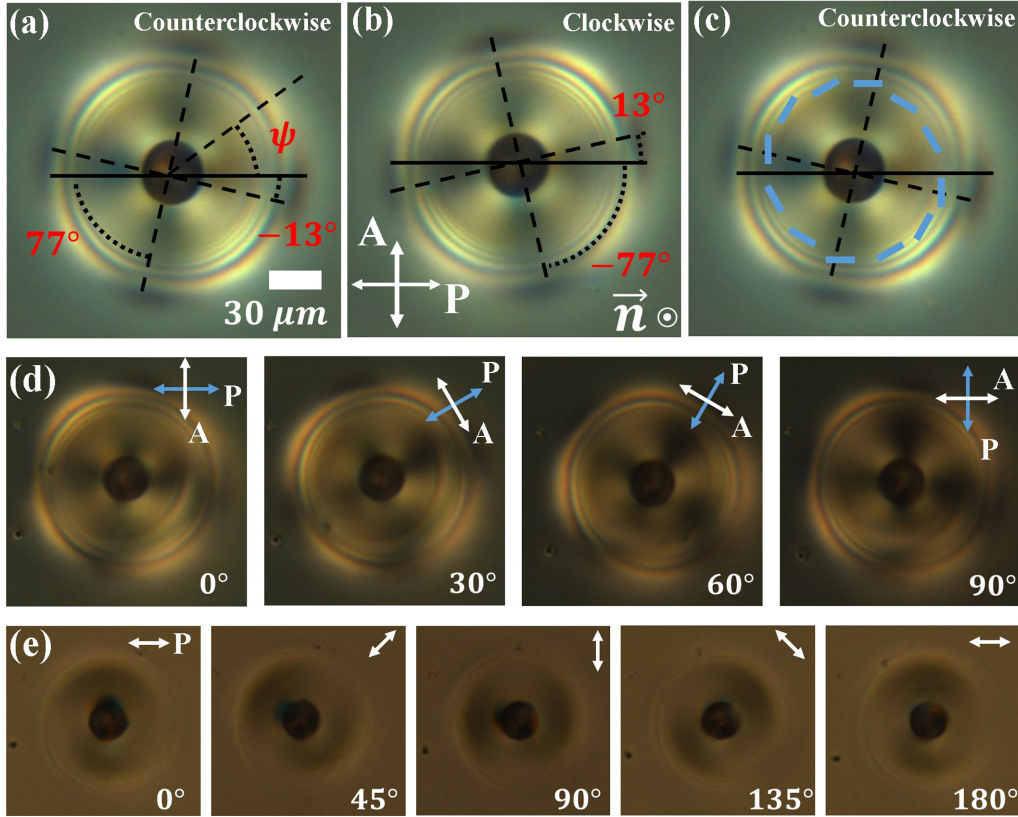 (a) Counterclockwise
ψ
77°
−13°
30 μm
(b) Clockwise
13°
A
−77°
P
n⃗ ⊙
(c) Counterclockwise
(d)
P
A
0°
P
A
30°
P
A
60°
A
P
90°
(e)
P
0°
45°
90°
135°
180°